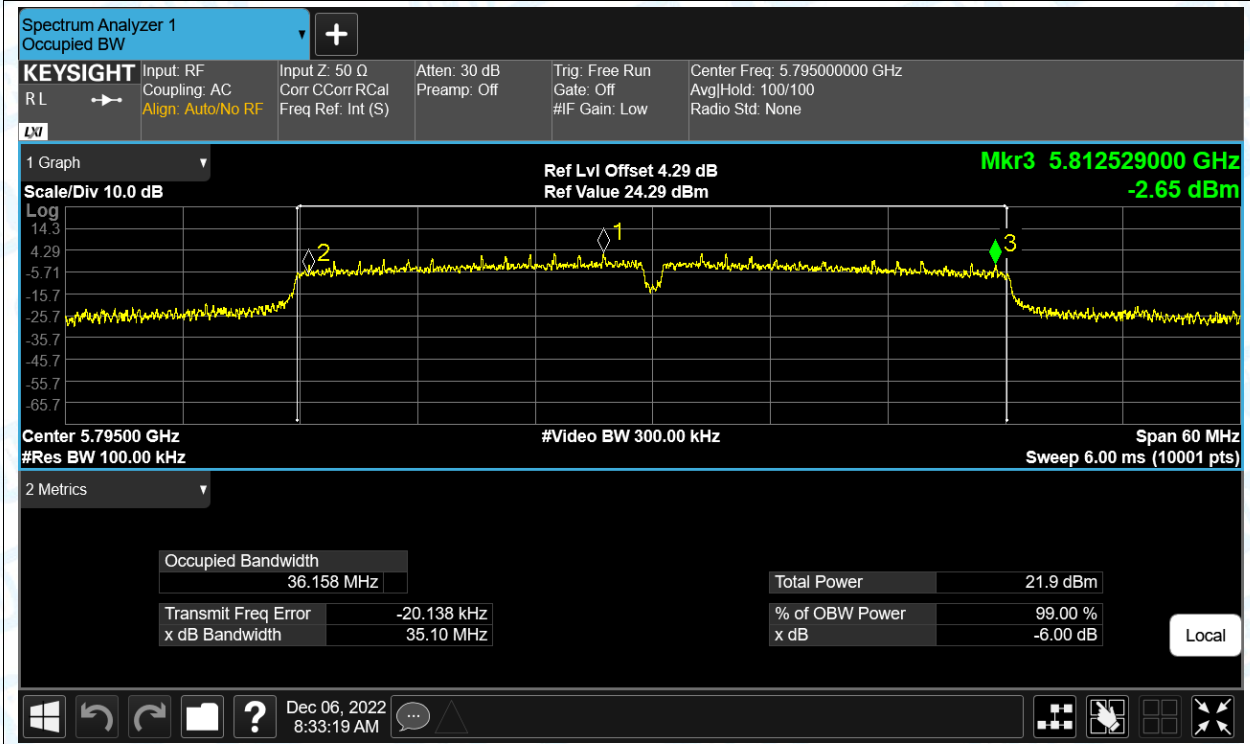 Spectrum Analyzer 1
Occupied BW
KEYSIGHT
R L
LXI
Input: RF
Coupling: AC
Align: Auto/No RF
Input Z: 50 Ω
Corr CCorr RCal
Freq Ref: Int (S)
Atten: 30 dB
Preamp: Off
Trig: Free Run
Gate: Off
#IF Gain: Low
Center Freq: 5.795000000 GHz
Avg|Hold: 100/100
Radio Std: None
1 Graph
Scale/Div 10.0 dB
Ref Lvl Offset 4.29 dB
Ref Value 24.29 dBm
Mkr3 5.812529000 GHz
-2.65 dBm
Log
14.3
4.29
-5.71
-15.7
-25.7
-35.7
-45.7
-55.7
-65.7
2
1
3
Center 5.79500 GHz
#Res BW 100.00 kHz
#Video BW 300.00 kHz
Span 60 MHz
Sweep 6.00 ms (10001 pts)
2 Metrics
Occupied Bandwidth
36.158 MHz
Transmit Freq Error -20.138 kHz
x dB Bandwidth 35.10 MHz
Total Power 21.9 dBm
% of OBW Power 99.00 %
x dB -6.00 dB
Local
?
Dec 06, 2022
8:33:19 AM